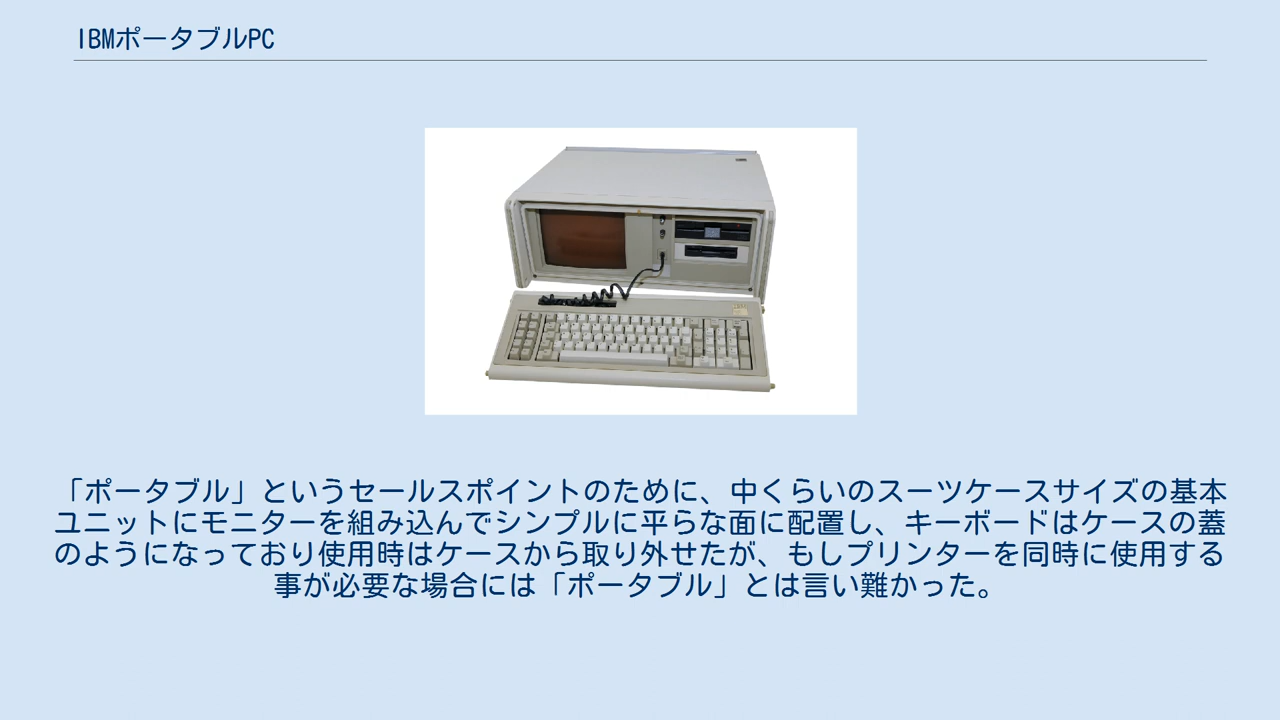 IBMポータブルPC
「ポータブル」というセールスポイントのために、中くらいのスーツケースサイズの基本
ユニットにモニターを組み込んでシンプルに平らな面に配置し、キーボードはケースの蓋
のようになっており使用時はケースから取り外せたが、もしプリンターを同時に使用する
事が必要な場合には「ポータブル」とは言い難かった。